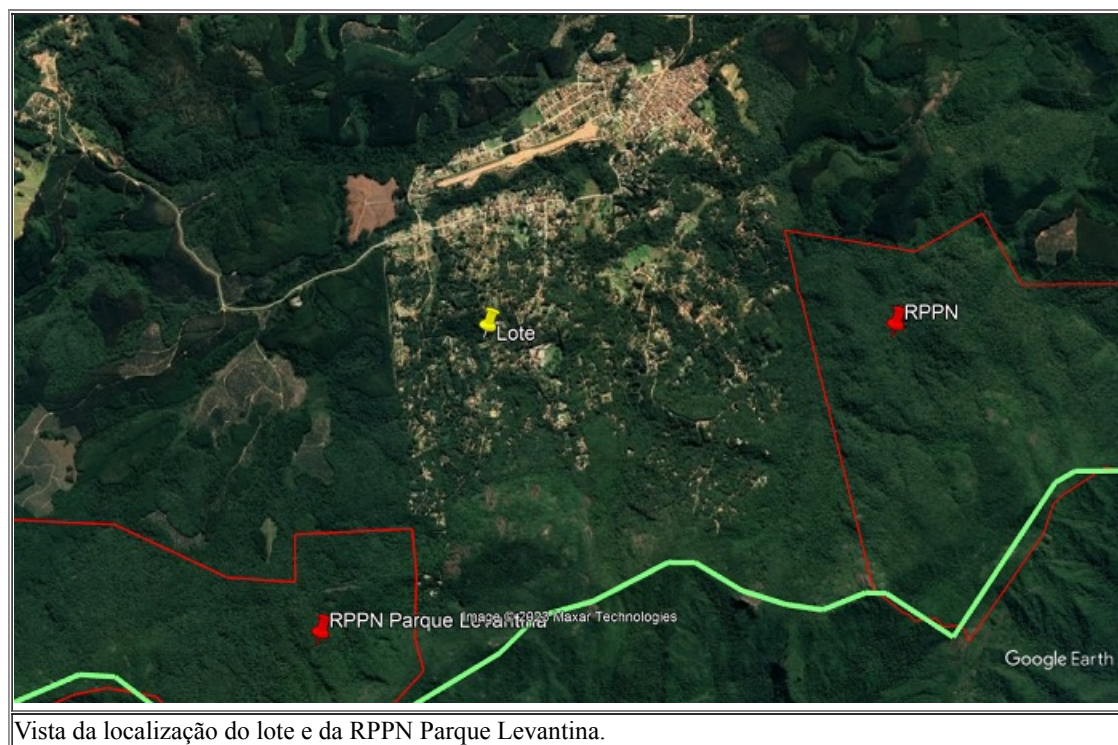 RPPN
Lote
RPPN Parque Levantina
Image © 2023 Maxar Technologies
Google Earth
Vista da localização do lote e da RPPN Parque Levantina.